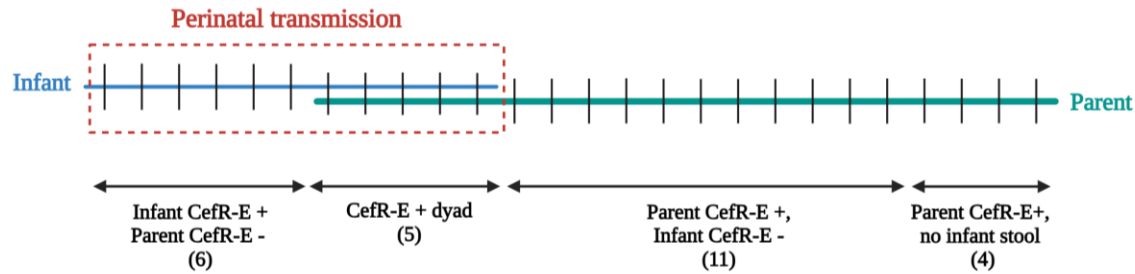 Perinatal transmission
Infant
Parent
Infant CefR-E +
Parent CefR-E -
(6)
CefR-E + dyad
(5)
Parent CefR-E +,
Infant CefR-E -
(11)
Parent CefR-E+,
no infant stool
(4)